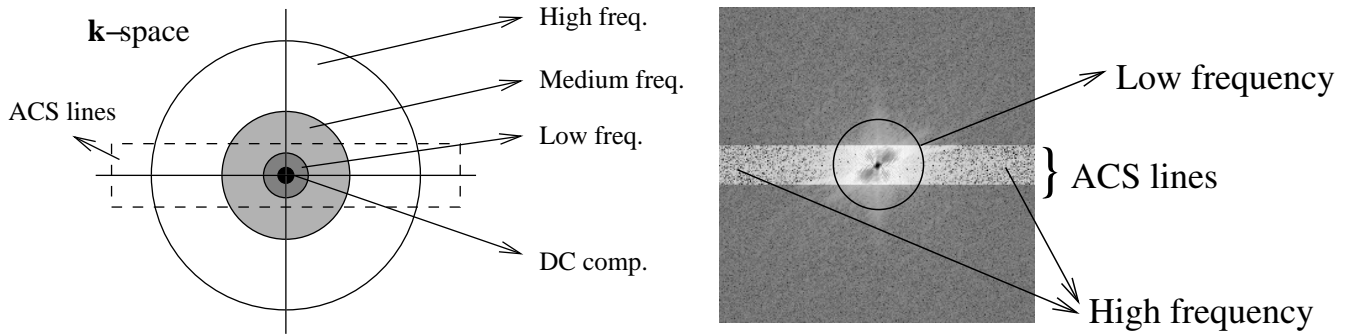 k–space
High freq.
Medium freq.
ACS lines
Low freq.
DC comp.
Low frequency
} ACS lines
High frequency